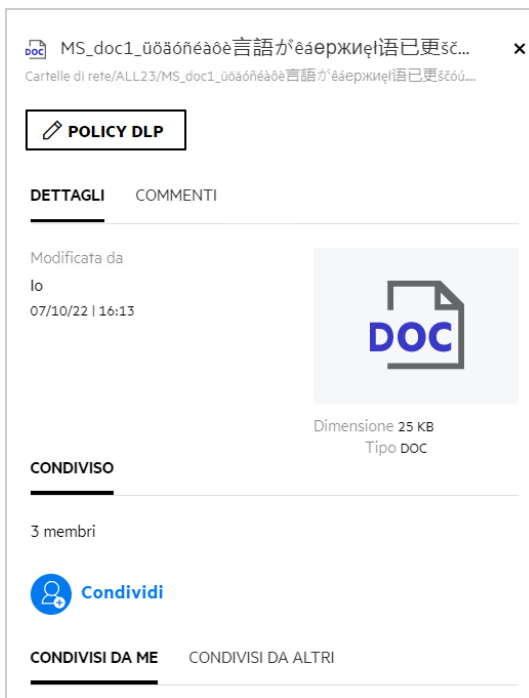 DOC MS_doc1_üöäóñéàôè言語がêáержиęł语已更šč...
Cartelle di rete/ALL23/MS_doc1_üöäóñéàôè言語がêáержиęł语已更ščóú....
POLICY DLP
DETTAGLI COMMENTI
Modificata da
Io
07/10/22 | 16:13
DOC
Dimensione 25 KB
Tipo DOC
CONDIVISO
3 membri
Condividi
CONDIVISI DA ME CONDIVISI DA ALTRI